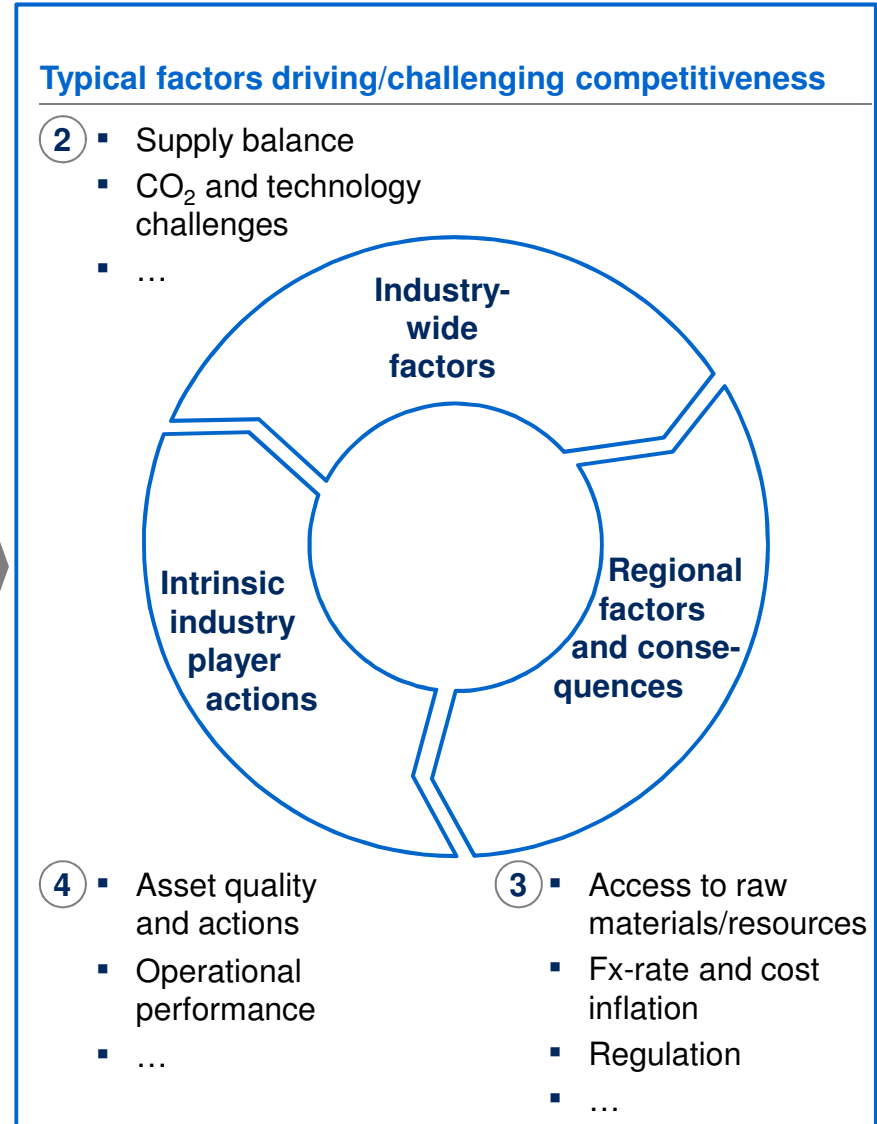 Typical factors driving/challenging competitiveness
2
▪ Supply balance
▪ CO₂ and technology
challenges
▪ …
Industry-
wide
factors
Intrinsic
industry
player
actions
Regional
factors
and conse-
quences
4
▪ Asset quality
and actions
▪ Operational
performance
▪ …
3
▪ Access to raw
materials/resources
▪ Fx-rate and cost
inflation
▪ Regulation
▪ …